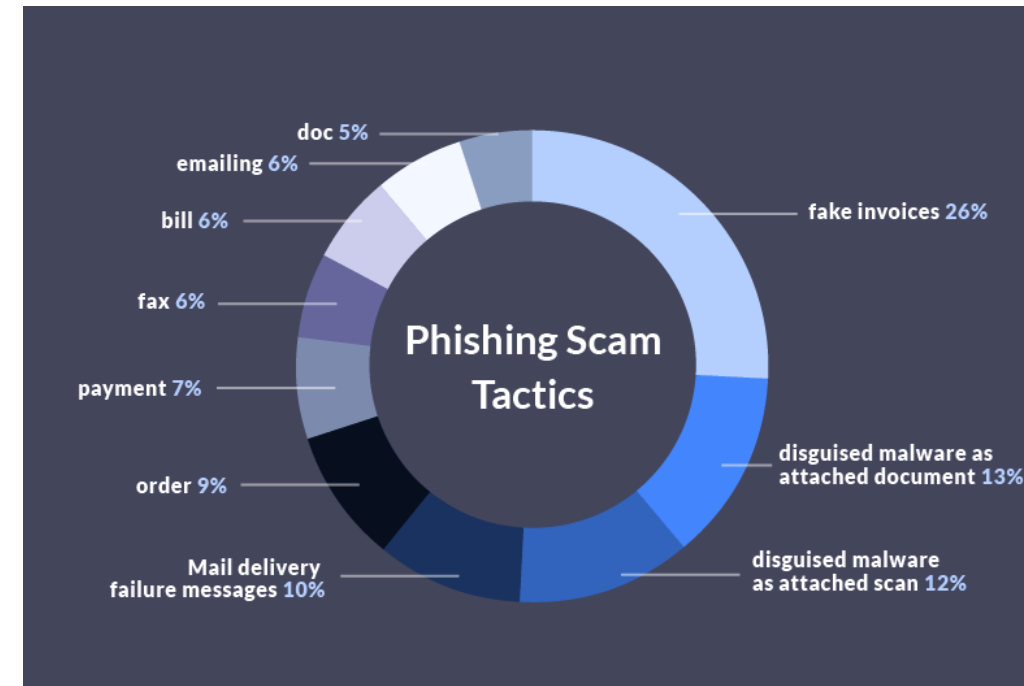 Phishing Scam
Tactics
fake invoices 26%
disguised malware as
attached document 13%
disguised malware
as attached scan 12%
Mail delivery
failure messages 10%
order 9%
payment 7%
fax 6%
bill 6%
emailing 6%
doc 5%